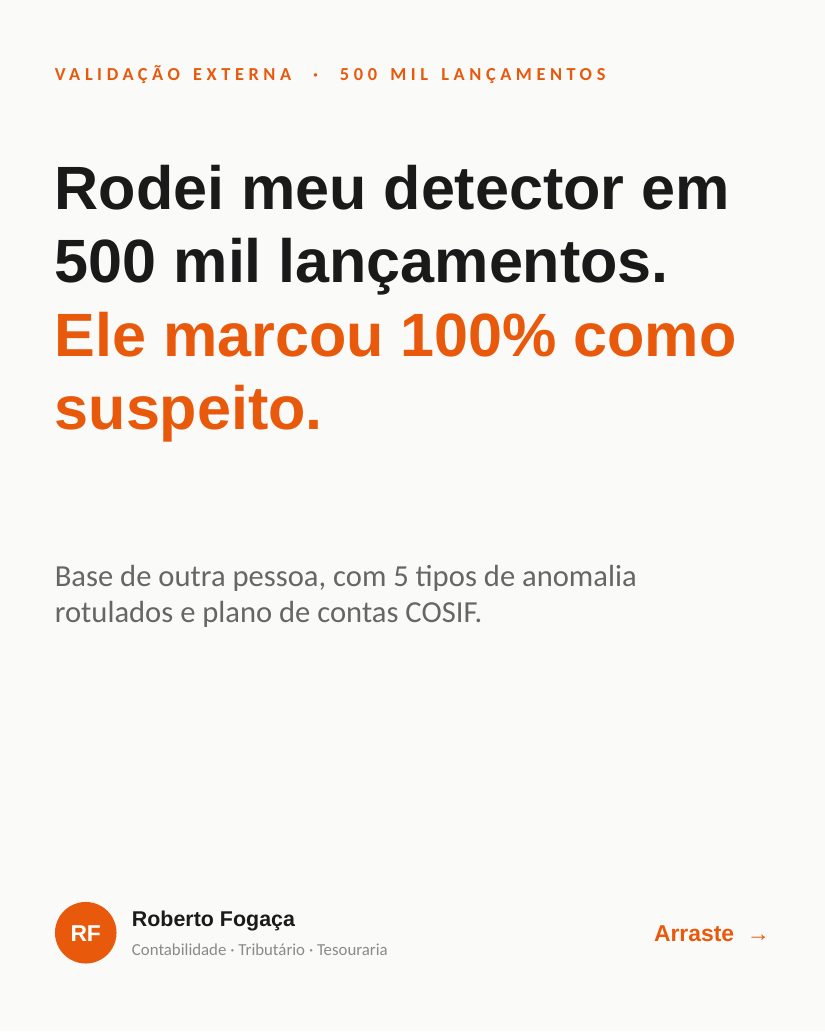 VALIDAÇÃO EXTERNA · 500 MIL LANÇAMENTOS
Rodei meu detector em
500 mil lançamentos.
Ele marcou 100% como
suspeito.
Base de outra pessoa, com 5 tipos de anomalia
rotulados e plano de contas COSIF.
RF
Roberto Fogaça
Contabilidade · Tributário · Tesouraria
Arraste →